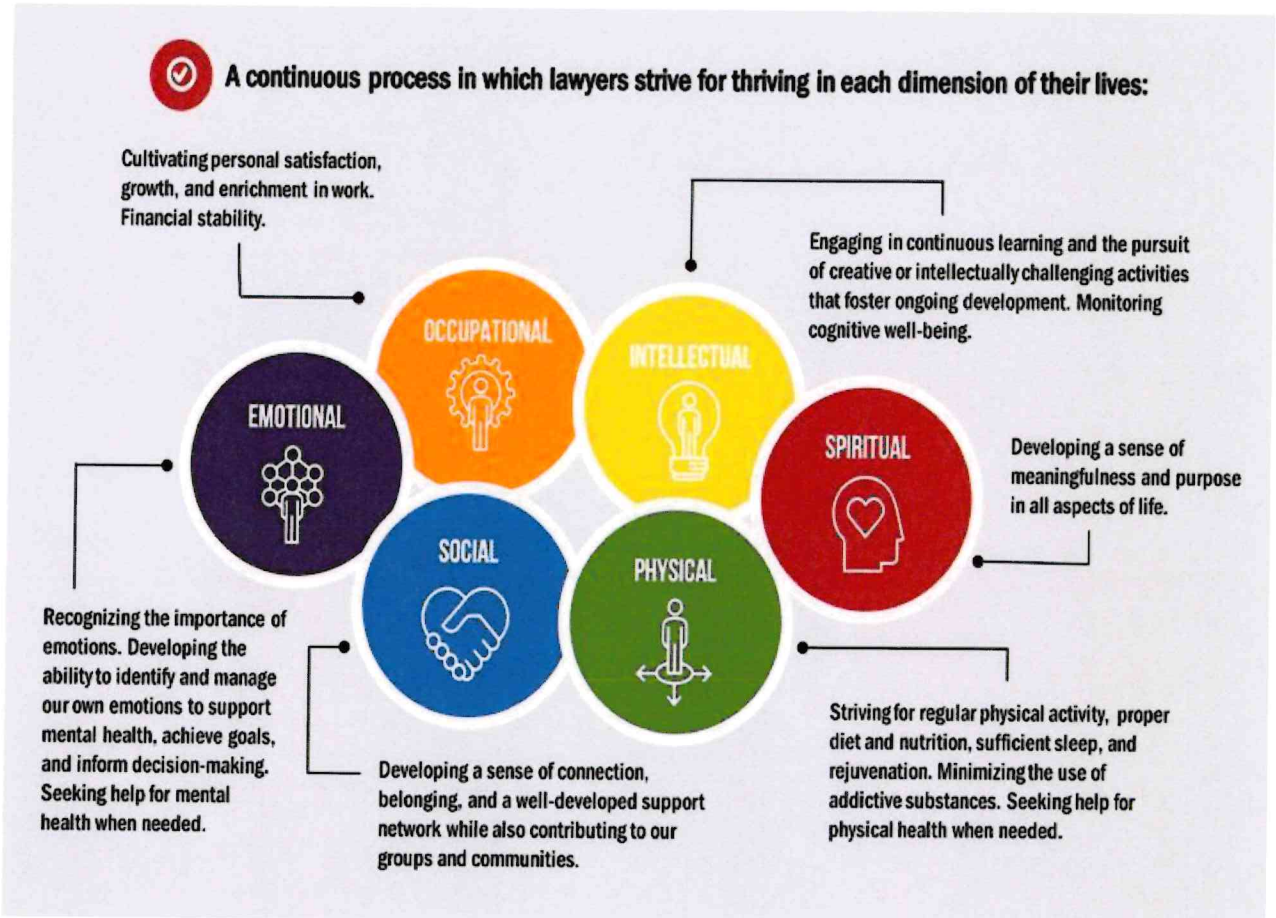 A continuous process in which lawyers strive for thriving in each dimension of their lives:
Cultivating personal satisfaction,
growth, and enrichment in work.
Financial stability.
Engaging in continuous learning and the pursuit
of creative or intellectually challenging activities
that foster ongoing development. Monitoring
cognitive well-being.
OCCUPATIONAL
INTELLECTUAL
EMOTIONAL
SPIRITUAL
Developing a sense of
meaningfulness and purpose
in all aspects of life.
SOCIAL
PHYSICAL
Recognizing the importance of
emotions. Developing the
ability to identify and manage
our own emotions to support
mental health, achieve goals,
and inform decision-making.
Seeking help for mental
health when needed.
Developing a sense of connection,
belonging, and a well-developed support
network while also contributing to our
groups and communities.
Striving for regular physical activity, proper
diet and nutrition, sufficient sleep, and
rejuvenation. Minimizing the use of
addictive substances. Seeking help for
physical health when needed.